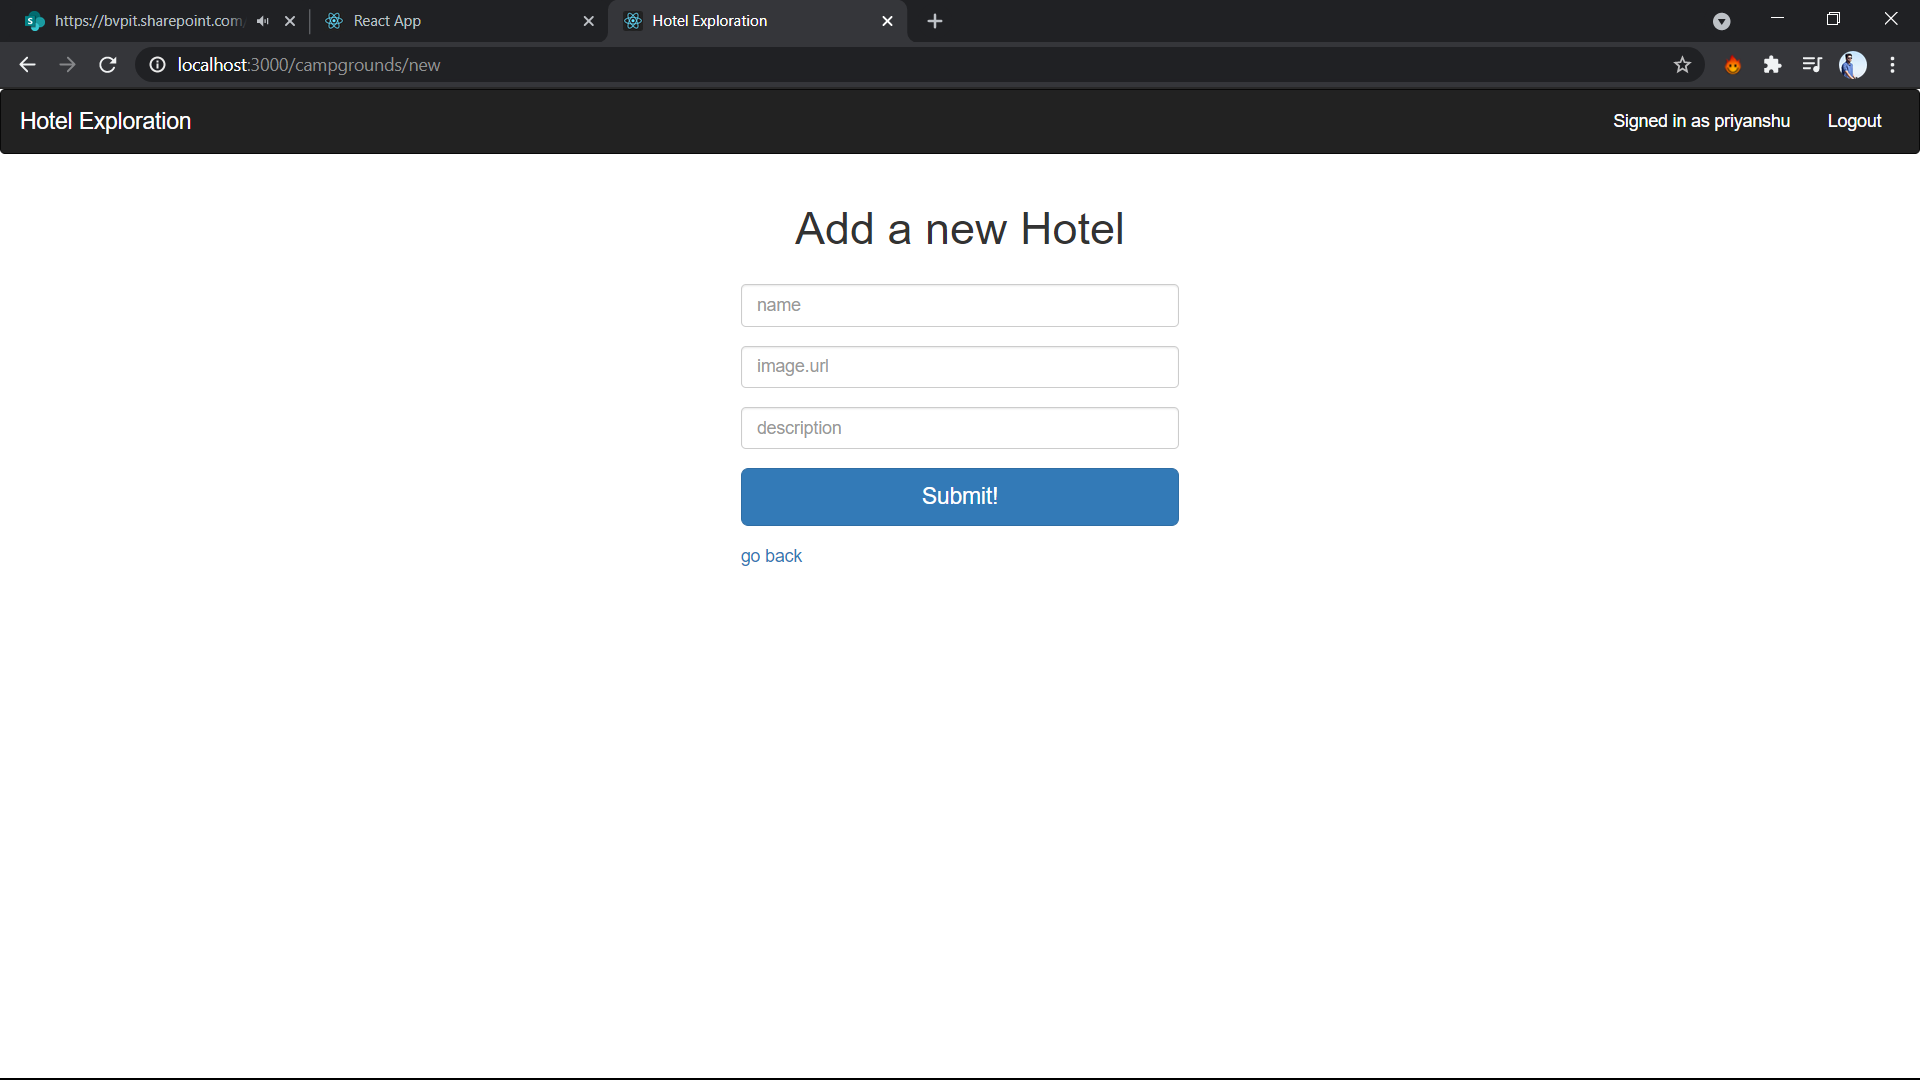 https://bvpit.sharepoint.com/
React App
Hotel Exploration
localhost:3000/campgrounds/new
Hotel Exploration
Signed in as priyanshu
Logout
Add a new Hotel
name
image.url
description
Submit!
go back